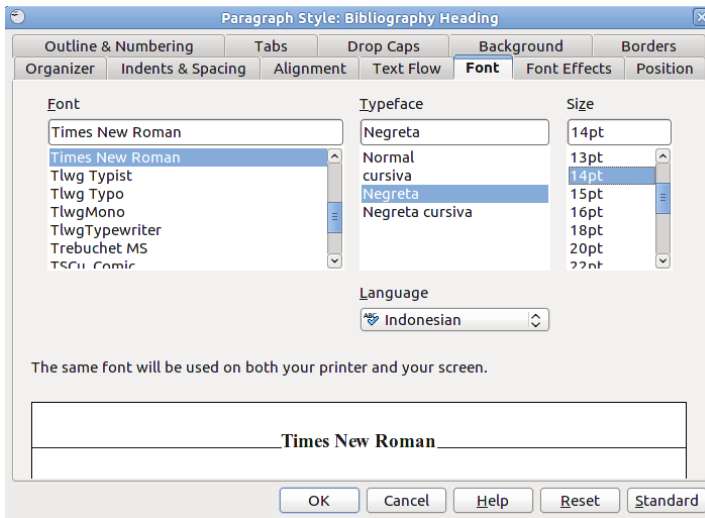 Paragraph Style: Bibliography Heading
Outline & Numbering Tabs Drop Caps Background Borders
Organizer Indents & Spacing Alignment Text Flow Font Font Effects Position
Font Typeface Size
Times New Roman Negreta 14pt
Times New Roman Normal 13pt
Tlwg Typist cursiva 14pt
Tlwg Typo Negreta 15pt
TlwgMono Negreta cursiva 16pt
TlwgTypewriter 18pt
Trebuchet MS 20pt
TSCu_Comic 22pt
Language
ABC Indonesian
The same font will be used on both your printer and your screen.
Times New Roman
OK Cancel Help Reset Standard